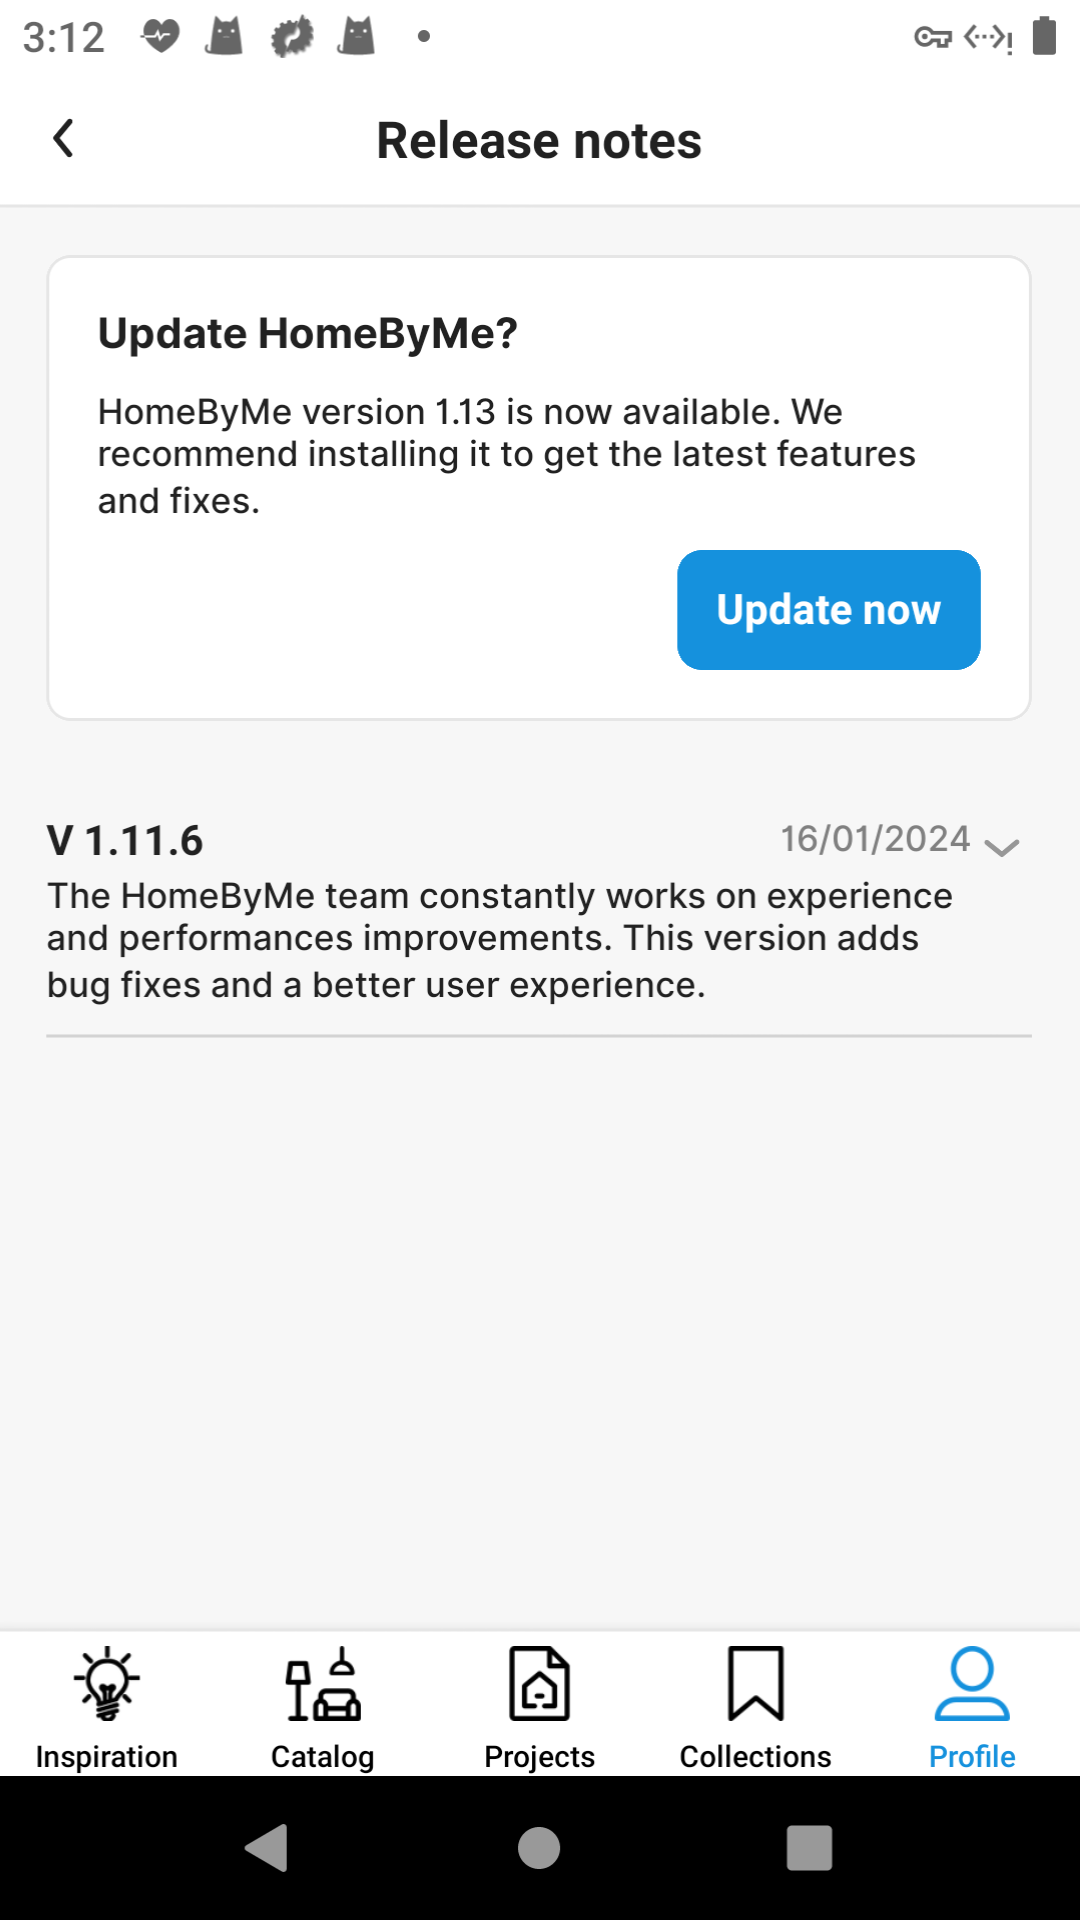 3:12
Release notes
Update HomeByMe?
HomeByMe version 1.13 is now available. We
recommend installing it to get the latest features
and fixes.
Update now
V 1.11.6
16/01/2024
The HomeByMe team constantly works on experience
and performances improvements. This version adds
bug fixes and a better user experience.
Inspiration
Catalog
Projects
Collections
Profile